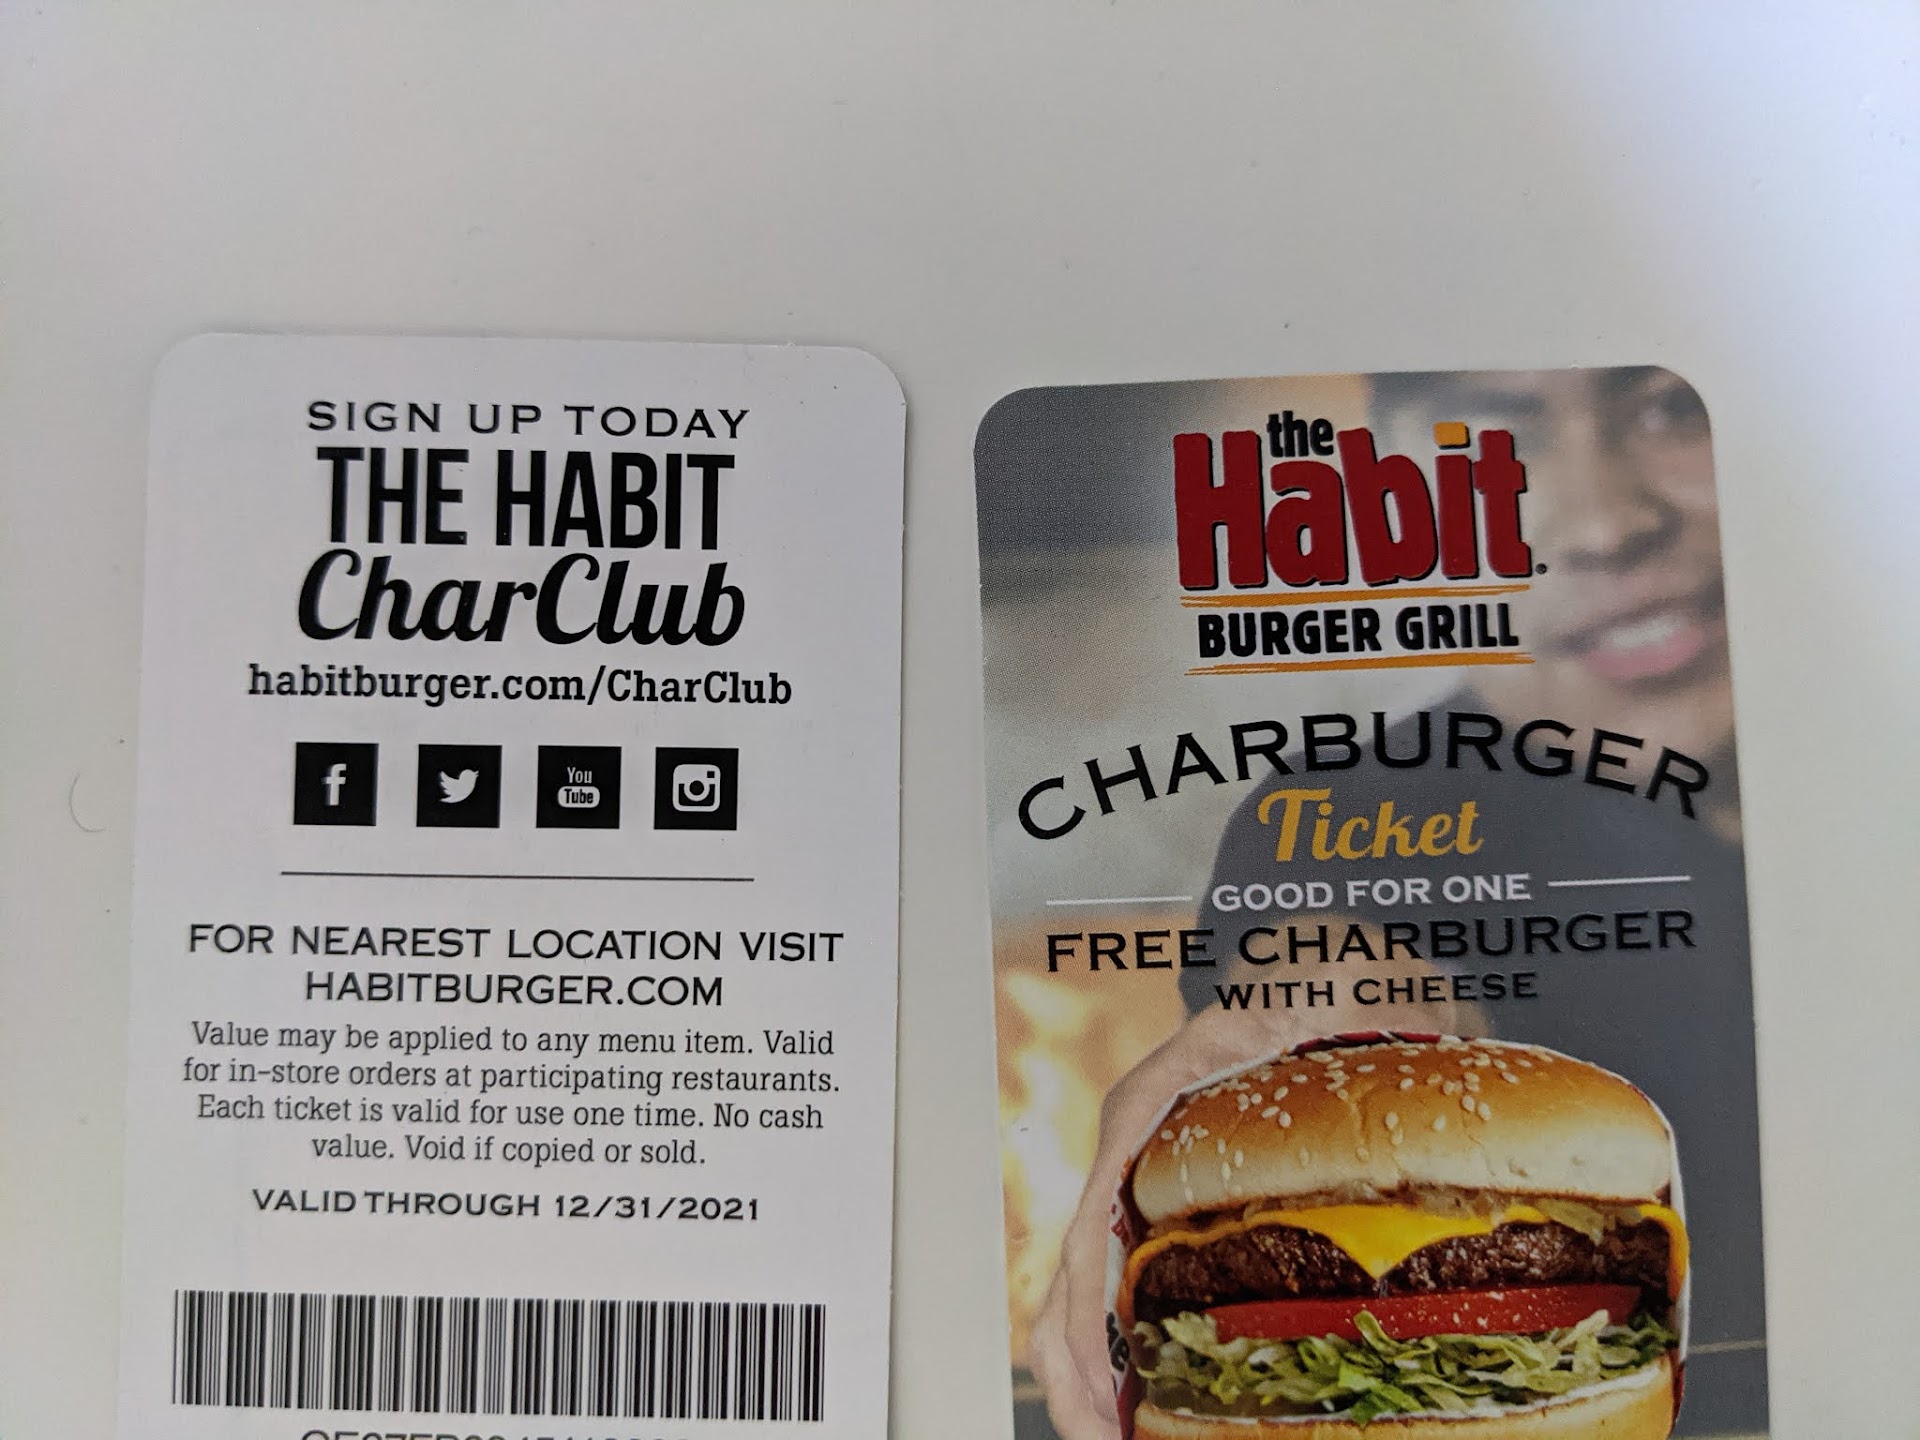 SIGN UP TODAY
THE HABIT
CharClub
habitburger.com/CharClub
f
You
Tube
FOR NEAREST LOCATION VISIT
HABITBURGER.COM
Value may be applied to any menu item. Valid
for in-store orders at participating restaurants.
Each ticket is valid for use one time. No cash
value. Void if copied or sold.
VALID THROUGH 12/31/2021
the
Habit
BURGER GRILL
CHARBURGER
Ticket
GOOD FOR ONE
FREE CHARBURGER
WITH CHEESE